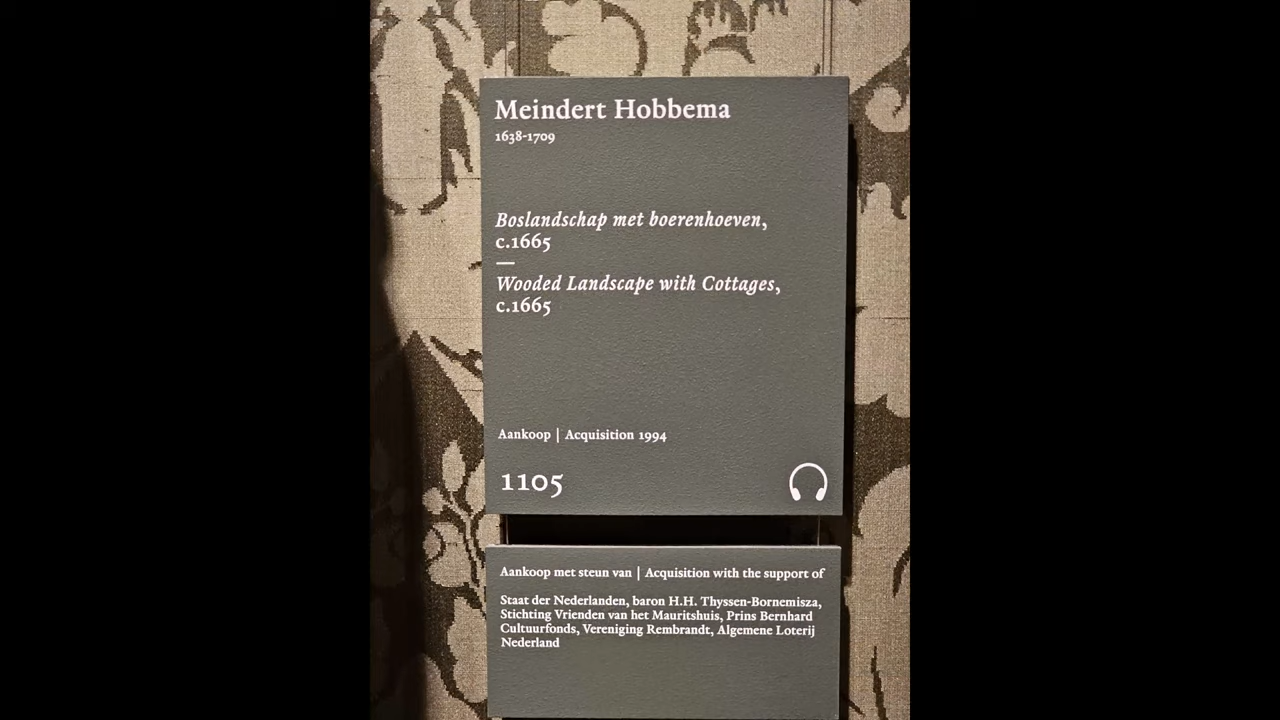 Meindert Hobbema
1638-1709
Boslandschap met boerenhoeven,
c.1665
—
Wooded Landscape with Cottages,
c.1665
Aankoop | Acquisition 1994
1105
Aankoop met steun van | Acquisition with the support of
Staat der Nederlanden, baron H.H. Thyssen-Bornemisza,
Stichting Vrienden van het Mauritshuis, Prins Bernhard
Cultuurfonds, Vereniging Rembrandt, Algemene Loterij
Nederland